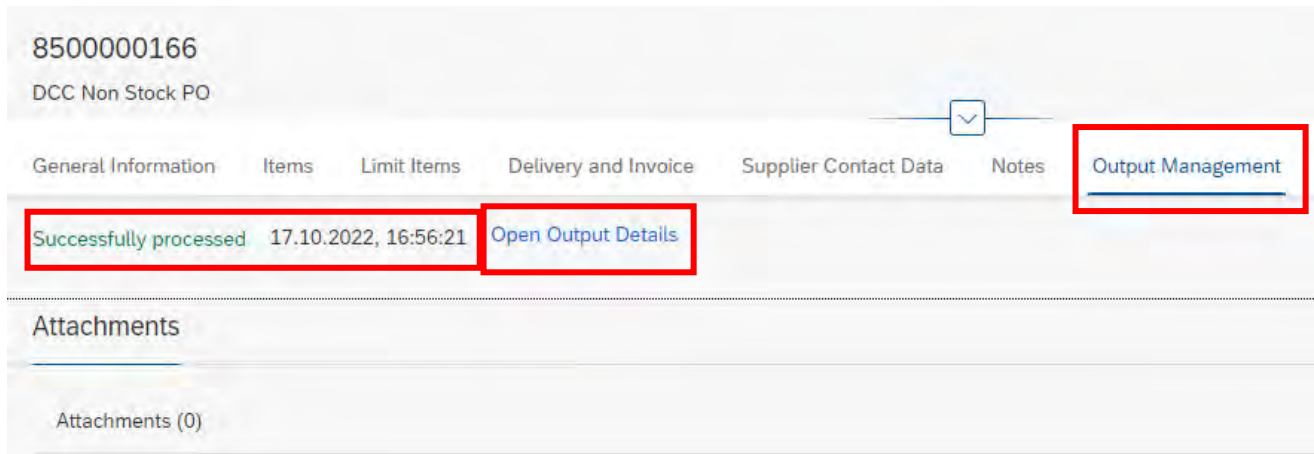 8500000166
DCC Non Stock PO
General Information Items Limit Items Delivery and Invoice Supplier Contact Data Notes Output Management
Successfully processed 17.10.2022, 16:56:21 Open Output Details
Attachments
Attachments (0)